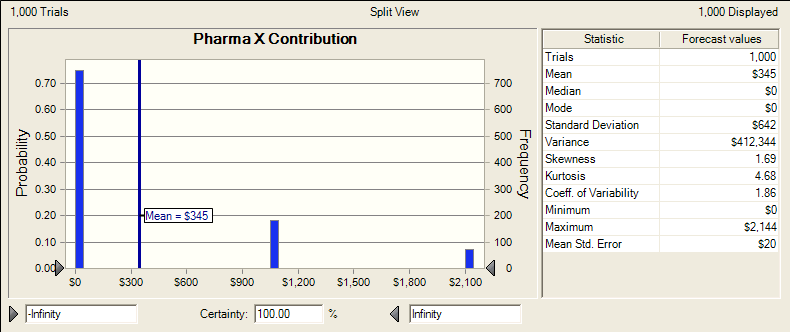 1,000 Trials Split View 1,000 Displayed
Pharma X Contribution
Probability
0.70
0.60
0.50
0.40
0.30
0.20
0.10
0.00
Mean = $345
700
600
500
400
300
200
100
0
Frequency
$0 $300 $600 $900 $1,200 $1,500 $1,800 $2,100
Statistic Forecast values
Trials 1,000
Mean $345
Median $0
Mode $0
Standard Deviation $642
Variance $412,344
Skewness 1.69
Kurtosis 4.68
Coeff. of Variability 1.86
Minimum $0
Maximum $2,144
Mean Std. Error $20
-Infinity Certainty: 100.00 % Infinity